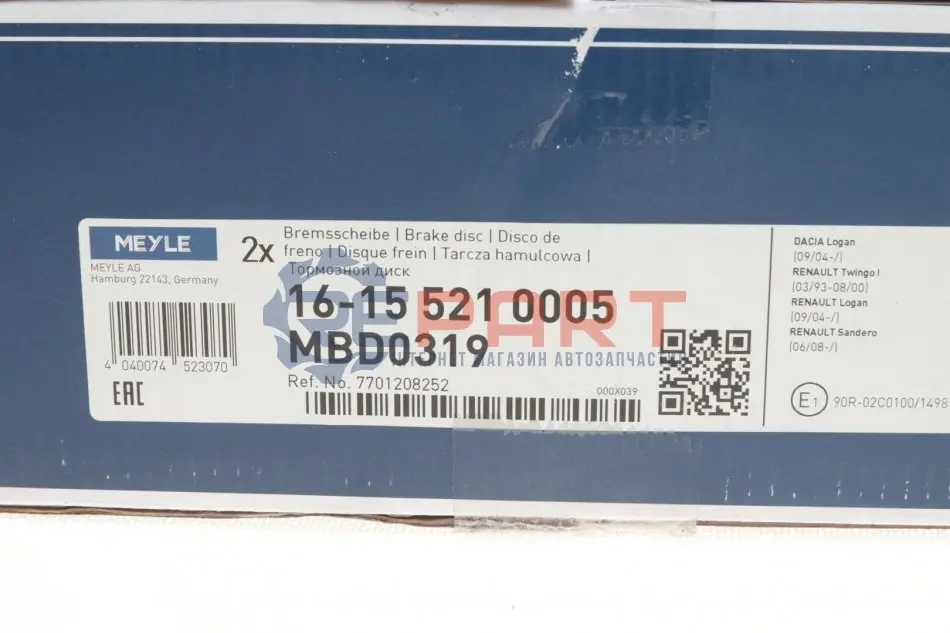 MEYLE
MEYLE AG
Hamburg 22143, Germany
4 040074 523070
EAC
2x
Bremsscheibe | Brake disc | Disco de
freno | Disque frein | Tarcza hamulcowa |
Тормозной диск
16-15 521 0005
MBD0319
Ref. No. 7701208252
000X039
PART
ІНТЕРНЕТ МАГАЗИН АВТОЗАПЧАСТИН
DACIA Logan
(09/04-/)
RENAULT Twingo I
(03/93-08/00)
RENAULT Logan
(09/04-/)
RENAULT Sandero
(06/08-/)
E1 90R-02C0100/1498